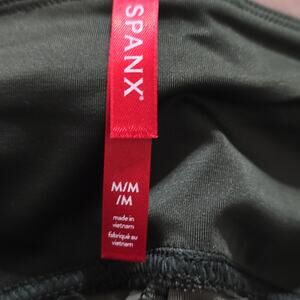 SPANX®
M/M
/M
made in
vietnam
fabriqué au
vietnam